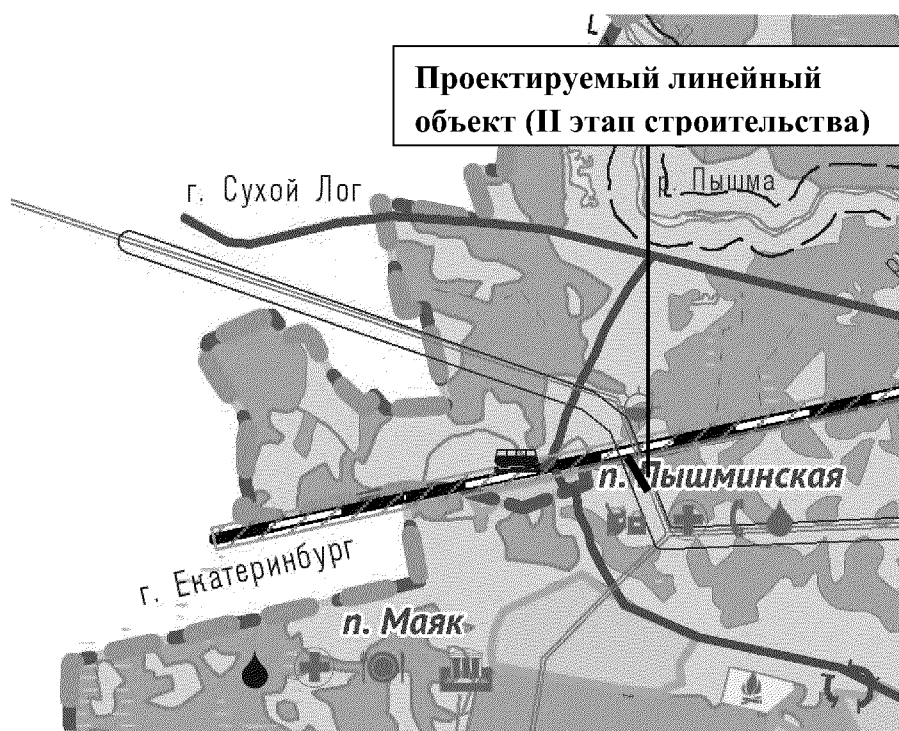 Проектируемый линейный
объект (II этап строительства)
г. Сухой Лог
р. Пышма
п. Пышминская
г. Екатеринбург
п. Маяк